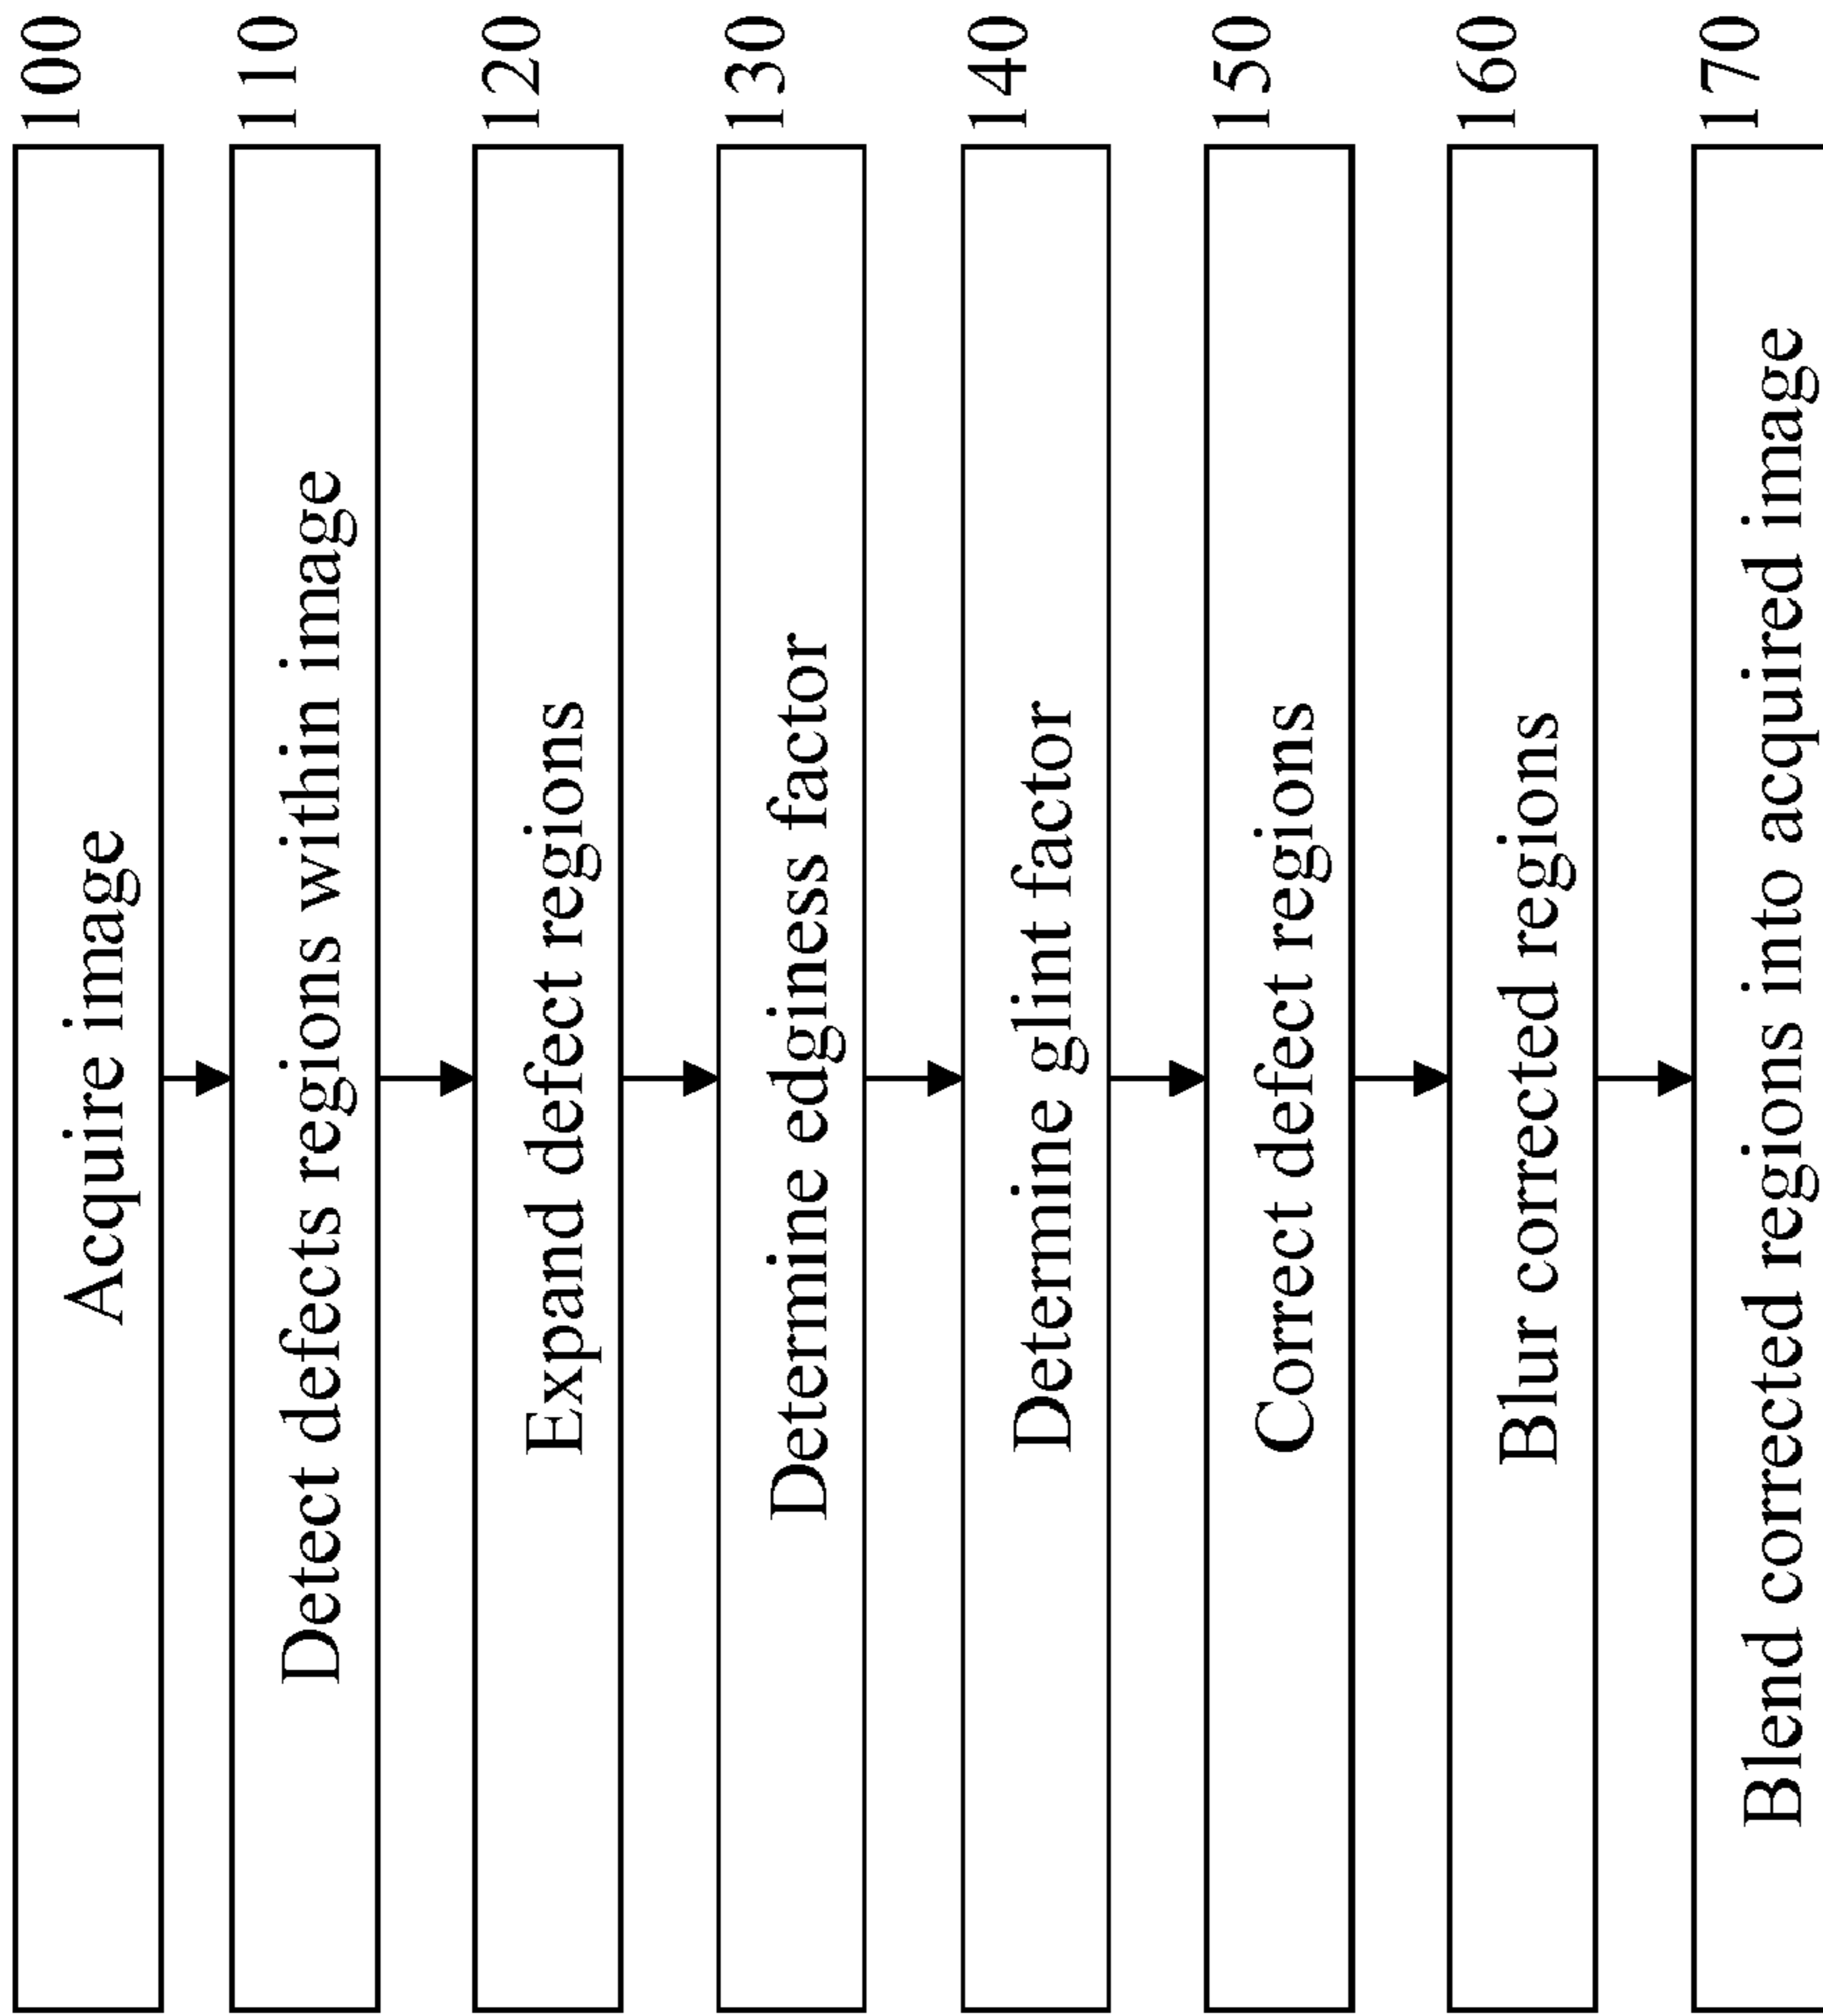 100
Acquire image
110
Detect defects regions within image
120
Expand defect regions
130
Determine edginess factor
140
Determine glint factor
150
Correct defect regions
160
Blur corrected regions
170
Blend corrected regions into acquired image